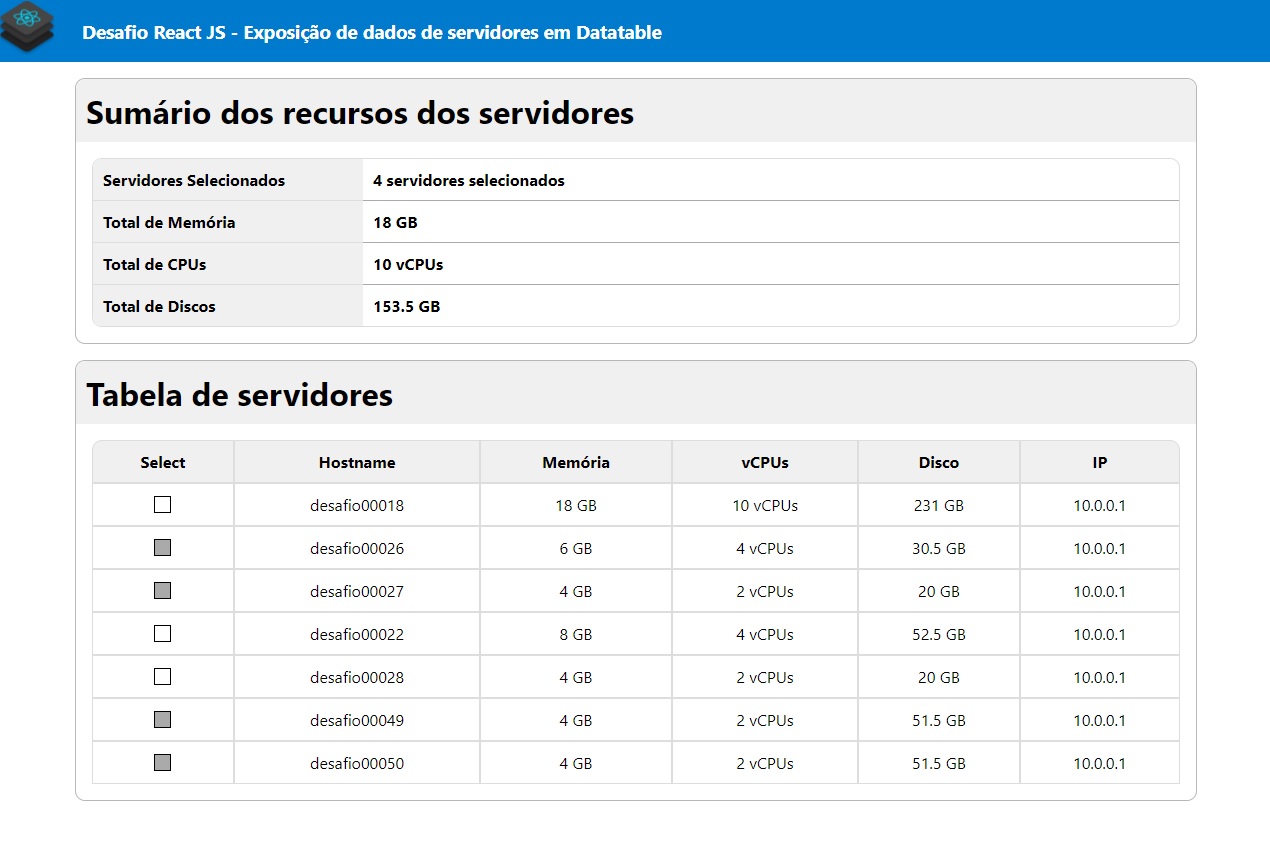 Desafio React JS - Exposição de dados de servidores em Datatable
Sumário dos recursos dos servidores
Servidores Selecionados 4 servidores selecionados
Total de Memória 18 GB
Total de CPUs 10 vCPUs
Total de Discos 153.5 GB
Tabela de servidores
Select Hostname Memória vCPUs Disco IP
desafio00018 18 GB 10 vCPUs 231 GB 10.0.0.1
desafio00026 6 GB 4 vCPUs 30.5 GB 10.0.0.1
desafio00027 4 GB 2 vCPUs 20 GB 10.0.0.1
desafio00022 8 GB 4 vCPUs 52.5 GB 10.0.0.1
desafio00028 4 GB 2 vCPUs 20 GB 10.0.0.1
desafio00049 4 GB 2 vCPUs 51.5 GB 10.0.0.1
desafio00050 4 GB 2 vCPUs 51.5 GB 10.0.0.1